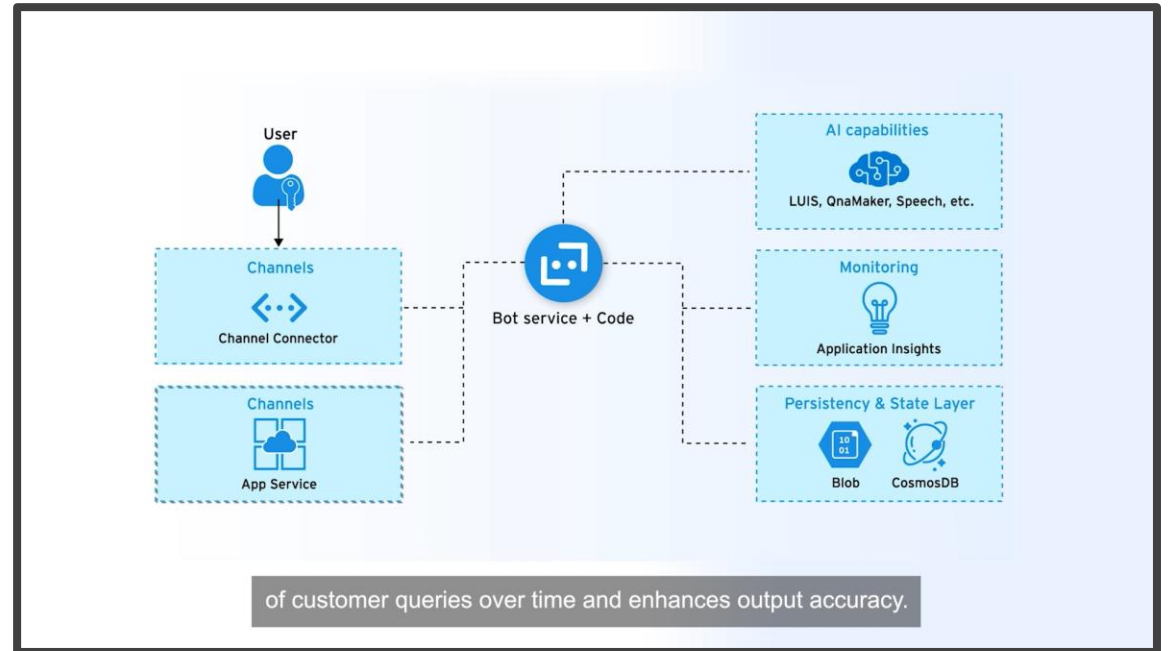 User
Channels
Channel Connector
Channels
App Service
Bot service + Code
AI capabilities
LUIS, QnaMaker, Speech, etc.
Monitoring
Application Insights
Persistency & State Layer
10
01
Blob
CosmosDB
of customer queries over time and enhances output accuracy.